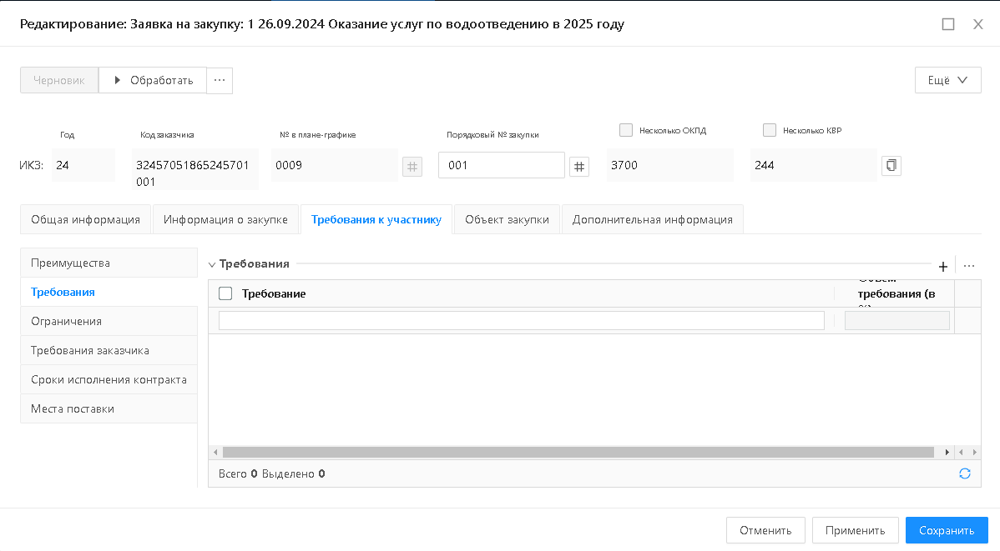 Редактирование: Заявка на закупку: 1 26.09.2024 Оказание услуг по водоотведению в 2025 году
Черновик Обработать ... Ещё
Год Код заказчика № в плане-графике Порядковый № закупки Несколько ОКПД Несколько КВР
ИКЗ: 24 32457051865245701 0009 # 001 # 3700 244
001
Общая информация Информация о закупке Требования к участнику Объект закупки Дополнительная информация
Преимущества
Требования
Ограничения
Требования заказчика
Сроки исполнения контракта
Места поставки
Требования + ...
Требование
требования (в
Всего 0 Выделено 0
Отменить Применить Сохранить